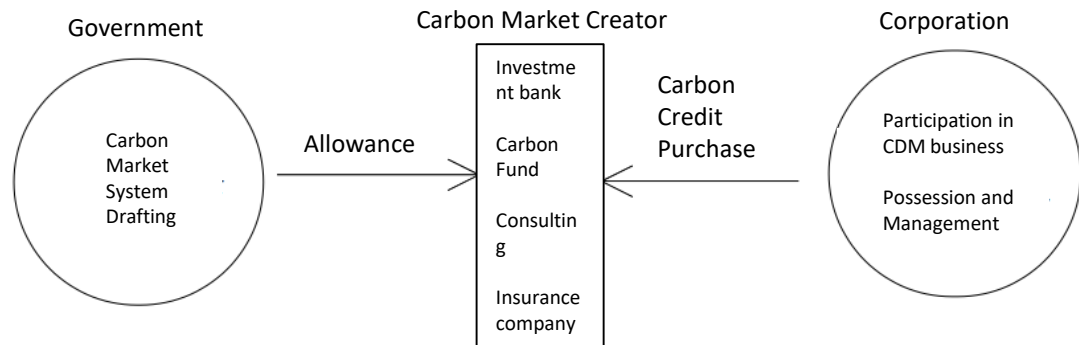 Government
Carbon Market Creator
Corporation
Carbon
Market
System
Drafting
Allowance
Investme
nt bank
Carbon
Fund
Consultin
g
Insurance
company
Carbon
Credit
Purchase
Participation in
CDM business
Possession and
Management